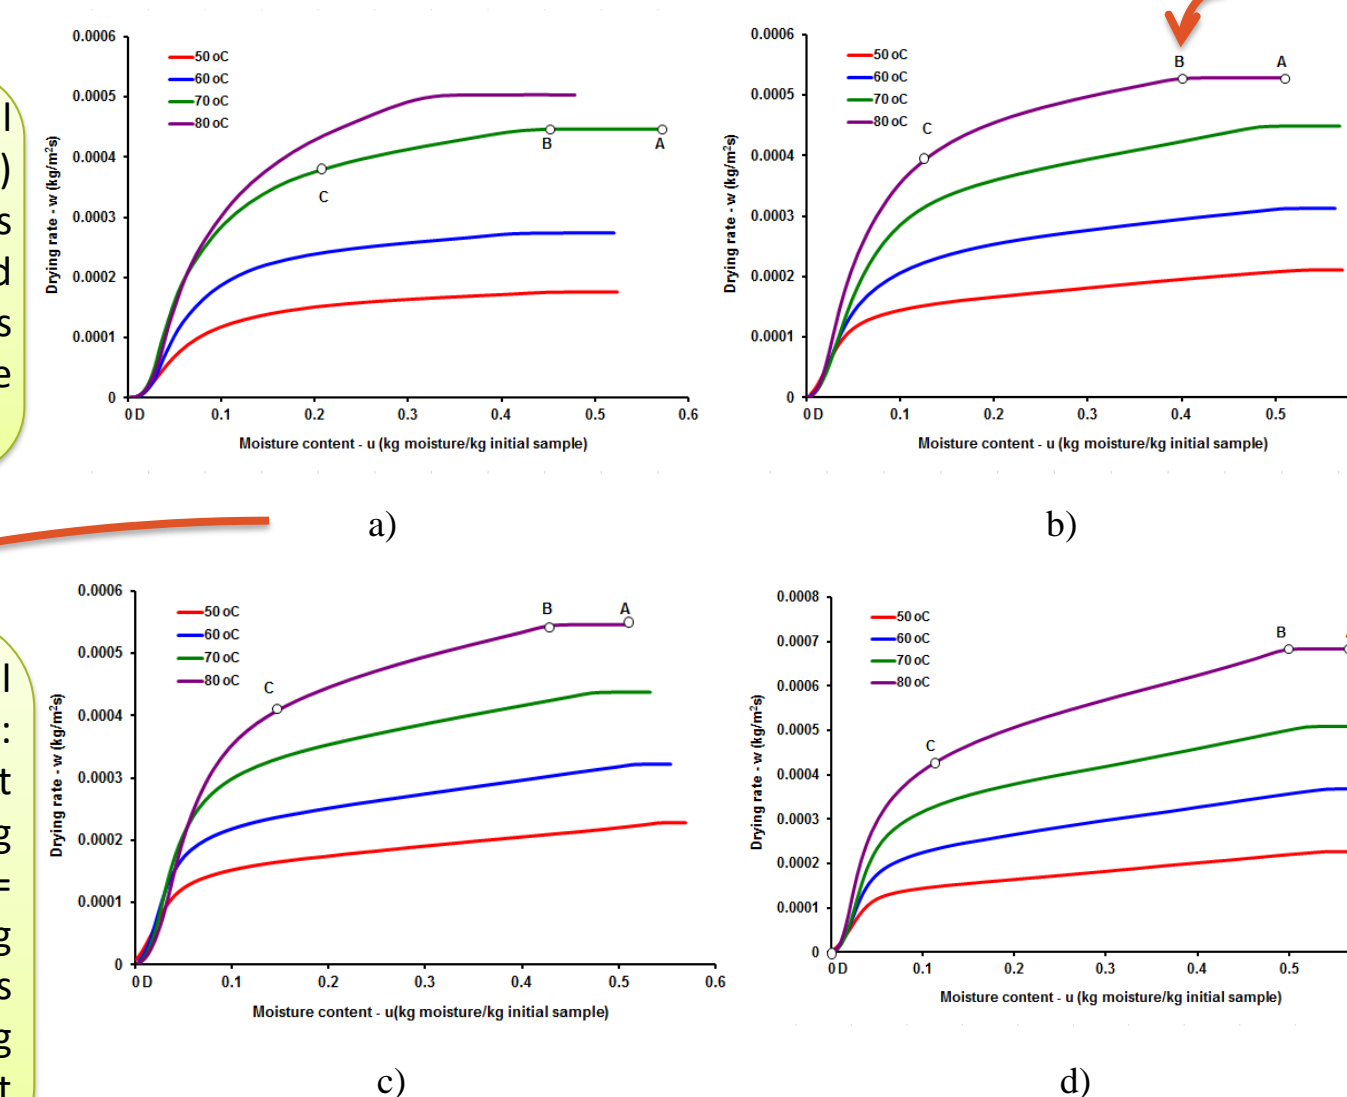 l
)
s
d
s
e
0.0006
0.0005
0.0004
0.0003
0.0002
0.0001
0
Drying rate - w (kg/m²s)
50 oC
60 oC
70 oC
80 oC
C
B
A
0 D 0.1 0.2 0.3 0.4 0.5 0.6
Moisture content - u (kg moisture/kg initial sample)
a)
0.0006
0.0005
0.0004
0.0003
0.0002
0.0001
0
Drying rate - w (kg/m²s)
50 oC
60 oC
70 oC
80 oC
C
B
A
0 D 0.1 0.2 0.3 0.4 0.5
Moisture content - u (kg moisture/kg initial sample)
b)
l
:
t
g
=
g
s
g
t
0.0006
0.0005
0.0004
0.0003
0.0002
0.0001
0
Drying rate - w (kg/m²s)
50 oC
60 oC
70 oC
80 oC
C
B
A
0 D 0.1 0.2 0.3 0.4 0.5 0.6
Moisture content - u(kg moisture/kg initial sample)
c)
0.0008
0.0007
0.0006
0.0005
0.0004
0.0003
0.0002
0.0001
0
Drying rate - w (kg/m²s)
50 oC
60 oC
70 oC
80 oC
C
B
0 D 0.1 0.2 0.3 0.4 0.5
Moisture content - u (kg moisture/kg initial sample)
d)